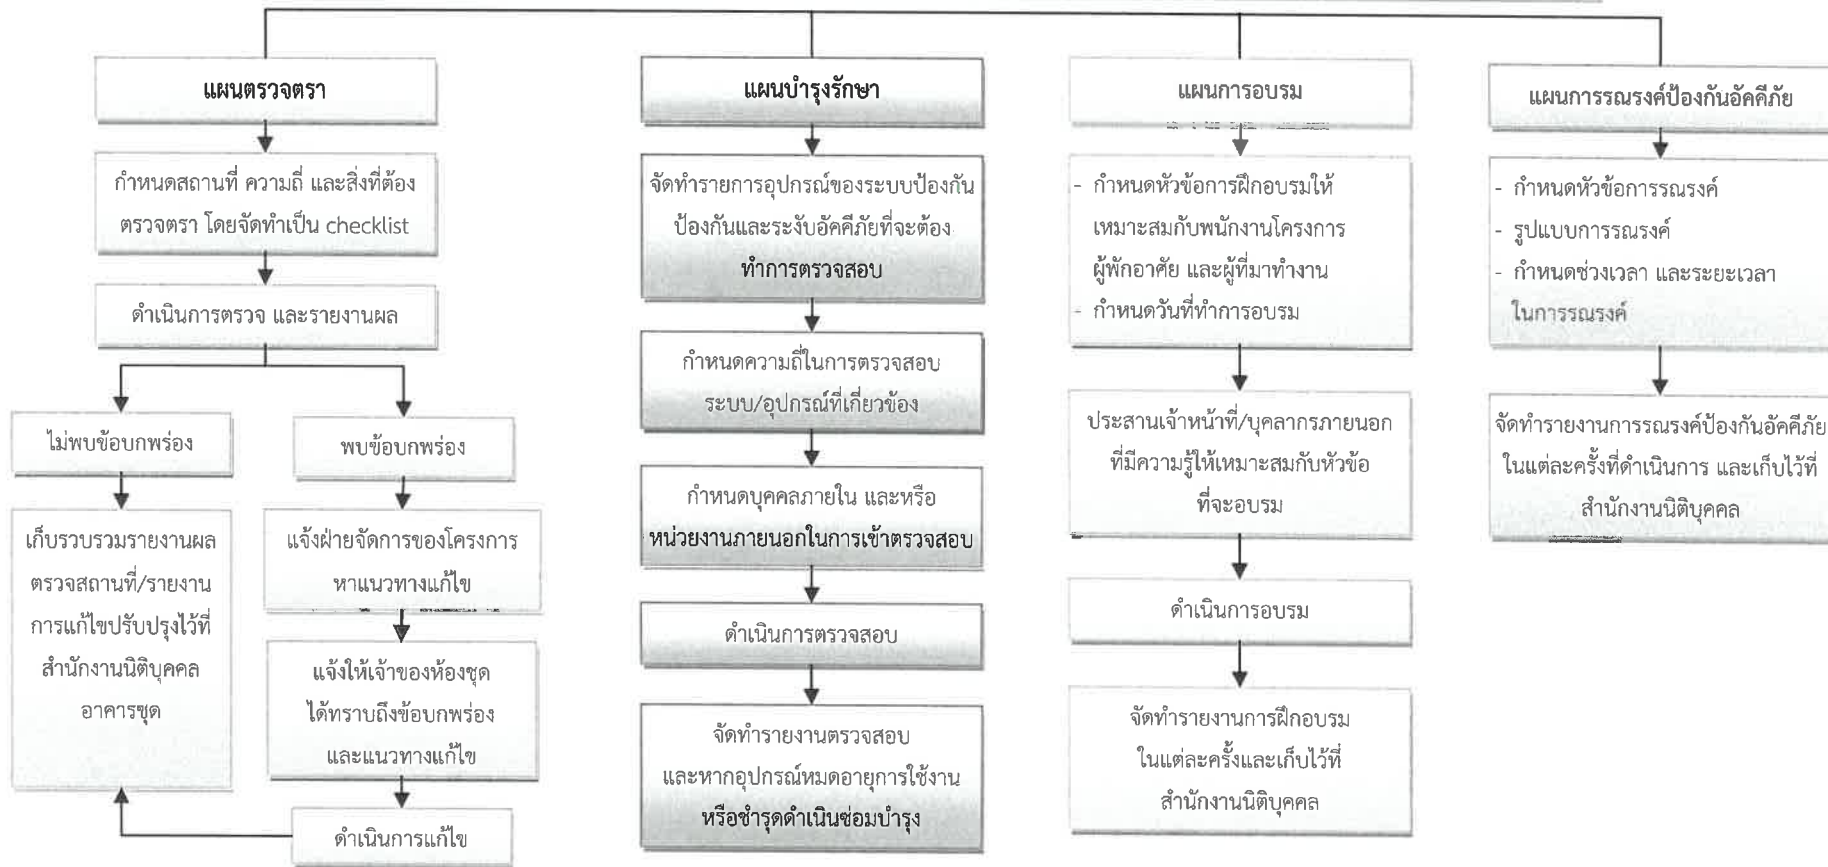 แผนตรวจตรา
กำหนดสถานที่ ความถี่ และสิ่งที่ต้อง
ตรวจตรา โดยจัดทำเป็น checklist
ดำเนินการตรวจ และรายงานผล
ไม่พบข้อบกพร่อง
เก็บรวบรวมรายงานผล
ตรวจสถานที่/รายงาน
การแก้ไขปรับปรุงไว้ที่
สำนักงานนิติบุคคล
อาคารชุด
พบข้อบกพร่อง
แจ้งฝ่ายจัดการของโครงการ
หาแนวทางแก้ไข
แจ้งให้เจ้าของห้องชุด
ได้ทราบถึงข้อบกพร่อง
และแนวทางแก้ไข
ดำเนินการแก้ไข
แผนบำรุงรักษา
จัดทำรายการอุปกรณ์ของระบบป้องกัน
ป้องกันและระงับอัคคีภัยที่จะต้อง
ทำการตรวจสอบ
กำหนดความถี่ในการตรวจสอบ
ระบบ/อุปกรณ์ที่เกี่ยวข้อง
กำหนดบุคคลภายใน และหรือ
หน่วยงานภายนอกในการเข้าตรวจสอบ
ดำเนินการตรวจสอบ
จัดทำรายงานตรวจสอบ
และหากอุปกรณ์หมดอายุการใช้งาน
หรือชำรุดดำเนินซ่อมบำรุง
แผนการอบรม
- กำหนดหัวข้อการฝึกอบรมให้
เหมาะสมกับพนักงานโครงการ
ผู้พักอาศัย และผู้ที่มาทำงาน
- กำหนดวันที่ทำการอบรม
ประสานเจ้าหน้าที่/บุคลากรภายนอก
ที่มีความรู้ให้เหมาะสมกับหัวข้อ
ที่จะอบรม
ดำเนินการอบรม
จัดทำรายงานการฝึกอบรม
ในแต่ละครั้งและเก็บไว้ที่
สำนักงานนิติบุคคล
แผนการรณรงค์ป้องกันอัคคีภัย
- กำหนดหัวข้อการรณรงค์
- รูปแบบการรณรงค์
- กำหนดช่วงเวลา และระยะเวลา
ในการรณรงค์
จัดทำรายงานการรณรงค์ป้องกันอัคคีภัย
ในแต่ละครั้งที่ดำเนินการ และเก็บไว้ที่
สำนักงานนิติบุคคล